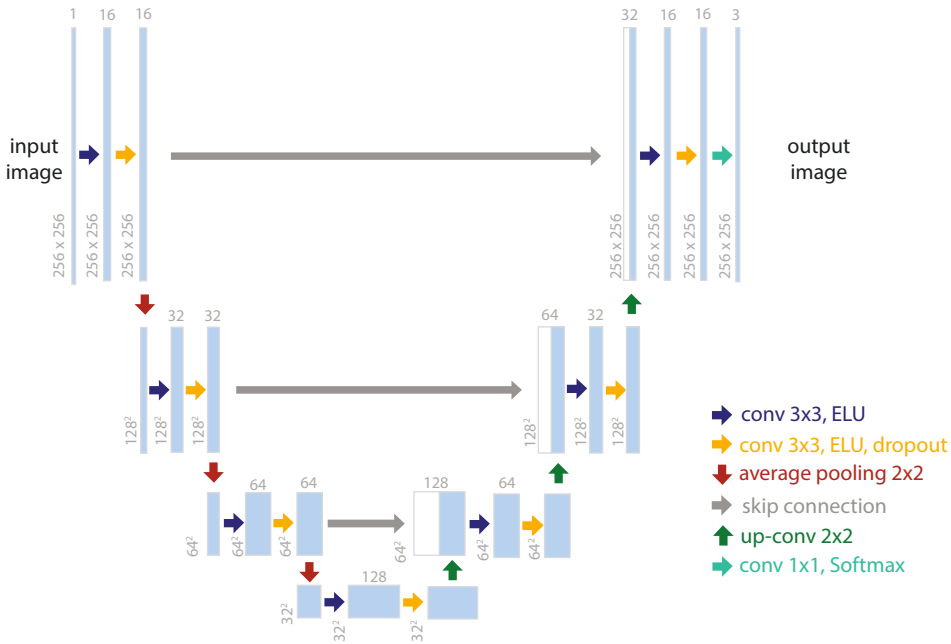 1 16 16
32 16 16 3
input
image
output
image
256 x 256
256 x 256
256 x 256
256 x 256
256 x 256
256 x 256
256 x 256
32 32
64 32
128²
128²
128²
128²
128²
128²
64 64
128 64
64²
64²
64²
64²
64²
64²
128
32²
32²
32²
conv 3x3, ELU
conv 3x3, ELU, dropout
average pooling 2x2
skip connection
up-conv 2x2
conv 1x1, Softmax